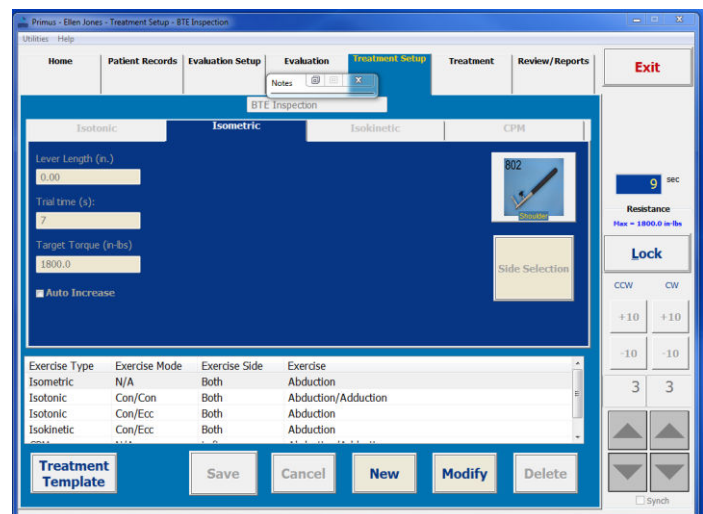 Primus - Ellen Jones - Treatment Setup - BTE Inspection
Utilities Help
Home Patient Records Evaluation Setup Evaluation Treatment Setup Treatment Review/Reports
Exit
Notes
BTE Inspection
Isotonic Isometric Isokinetic CPM
Lever Length (in.)
0.00
Trial time (s):
7
Target Torque (in-lbs)
1800.0
Auto Increase
802
Shoulder
Side Selection
9 sec
Resistance
Max = 1800.0 in-lbs
Lock
CCW CW
+10 +10
-10 -10
3 3
Synch
Exercise Type Exercise Mode Exercise Side Exercise
Isometric N/A Both Abduction
Isotonic Con/Con Both Abduction/Adduction
Isotonic Con/Ecc Both Abduction
Isokinetic Con/Ecc Both Abduction
Treatment
Template
Save Cancel New Modify Delete